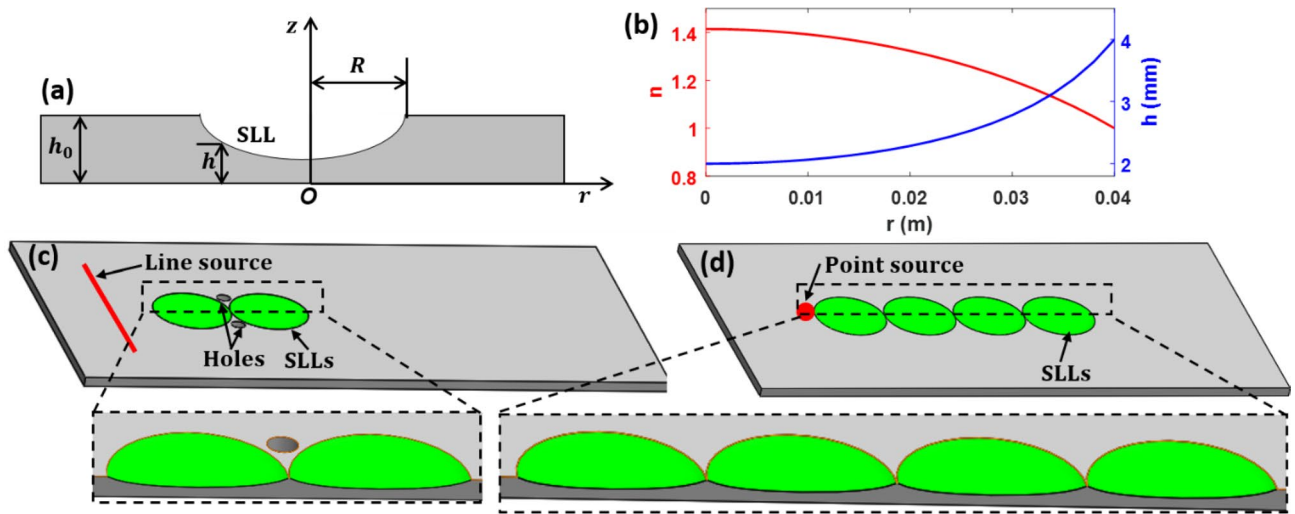 (a)
z
R
SLL
h₀
h
O
r
(b)
1.4
1.2
1
0.8
n
4
3
2
h (mm)
0
0.01
0.02
0.03
0.04
r (m)
(c)
Line source
Holes
SLLs
(d)
Point source
SLLs